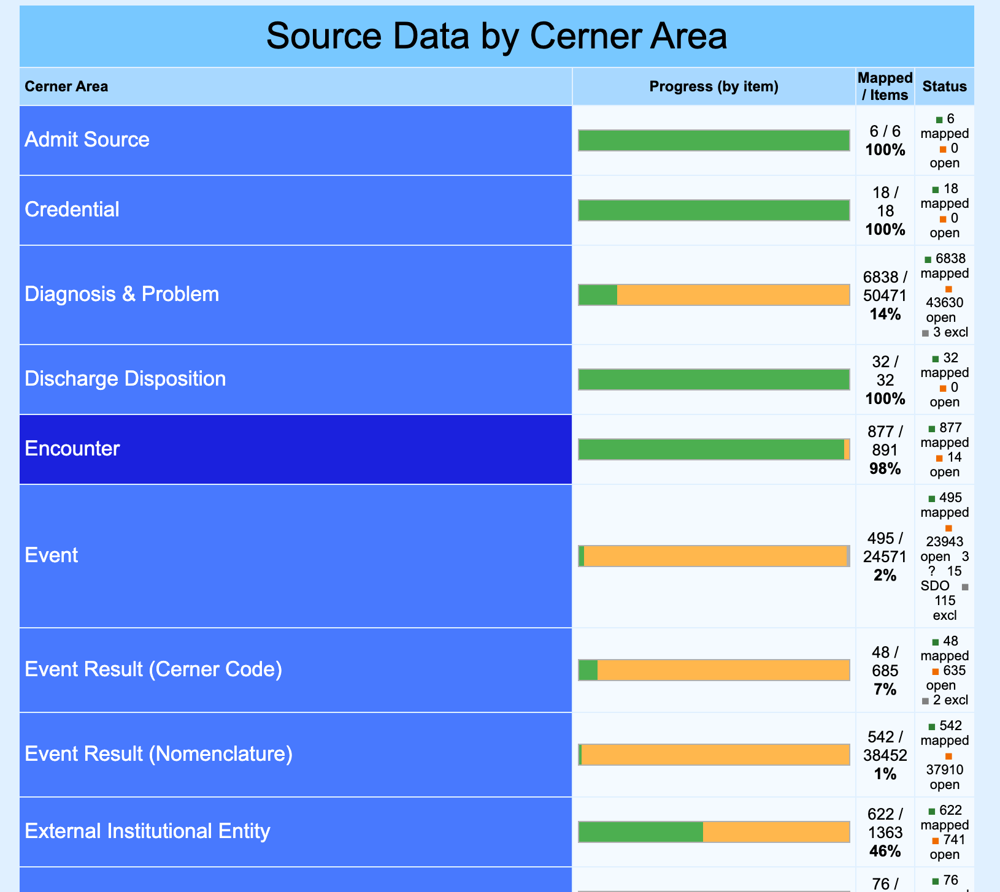 Source Data by Cerner Area
Cerner Area
Progress (by item)
Mapped
/ Items
Status
Admit Source
6 / 6
100%
■ 6
mapped
■ 0
open
Credential
18 /
18
100%
■ 18
mapped
■ 0
open
Diagnosis & Problem
6838 /
50471
14%
■ 6838
mapped
■
43630
open
■ 3 excl
Discharge Disposition
32 /
32
100%
■ 32
mapped
■ 0
open
Encounter
877 /
891
98%
■ 877
mapped
■ 14
open
Event
495 /
24571
2%
■ 495
mapped
■
23943
open 3
? 15
SDO ■
115
excl
Event Result (Cerner Code)
48 /
685
7%
■ 48
mapped
■ 635
open
■ 2 excl
Event Result (Nomenclature)
542 /
38452
1%
■ 542
mapped
■
37910
open
External Institutional Entity
622 /
1363
46%
■ 622
mapped
■ 741
open
76 /
■ 76